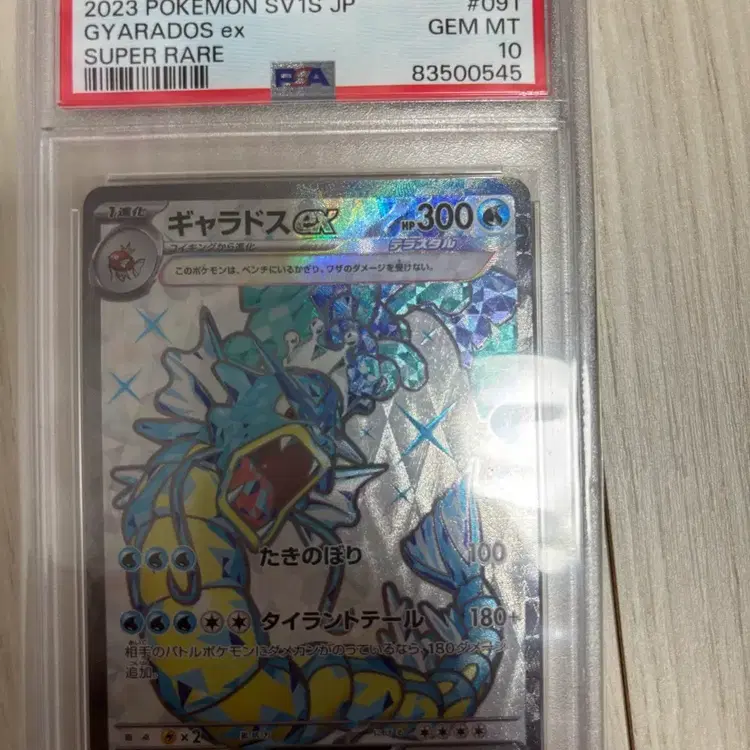 2023 POKEMON SV1S JP
#091
GYARADOS ex
GEM MT
SUPER RARE
10
PSA
83500545
1進化
ギャラドスex
HP300
コイキングから進化
テラスタル
このポケモンは、ベンチにいるかぎり、ワザのダメージを受けない。
たきのぼり
100
タイラントテール
180+
相手のバトルポケモンにダメカンがのっているなら、180ダメージ
追加。
×2